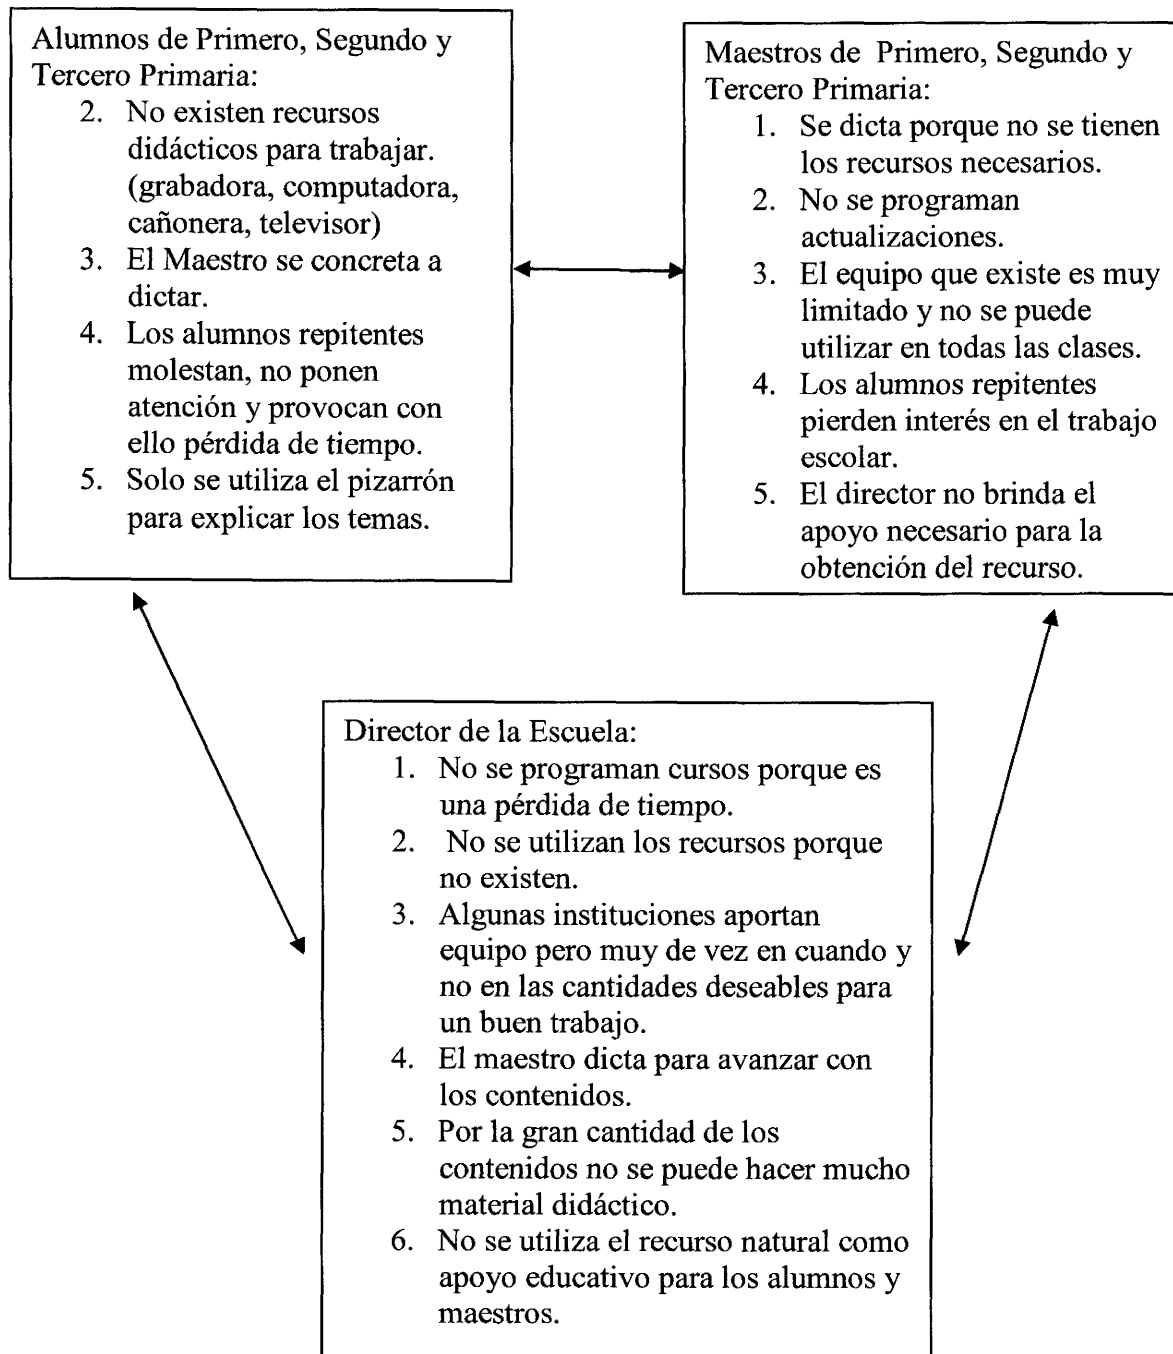 Alumnos de Primero, Segundo y
Tercero Primaria:
2. No existen recursos
didácticos para trabajar.
(grabadora, computadora,
cañonera, televisor)
3. El Maestro se concreta a
dictar.
4. Los alumnos repitentes
molestan, no ponen
atención y provocan con
ello pérdida de tiempo.
5. Solo se utiliza el pizarrón
para explicar los temas.
Maestros de Primero, Segundo y
Tercero Primaria:
1. Se dicta porque no se tienen
los recursos necesarios.
2. No se programan
actualizaciones.
3. El equipo que existe es muy
limitado y no se puede
utilizar en todas las clases.
4. Los alumnos repitentes
pierden interés en el trabajo
escolar.
5. El director no brinda el
apoyo necesario para la
obtención del recurso.
Director de la Escuela:
1. No se programan cursos porque es
una pérdida de tiempo.
2. No se utilizan los recursos porque
no existen.
3. Algunas instituciones aportan
equipo pero muy de vez en cuando y
no en las cantidades deseables para
un buen trabajo.
4. El maestro dicta para avanzar con
los contenidos.
5. Por la gran cantidad de los
contenidos no se puede hacer mucho
material didáctico.
6. No se utiliza el recurso natural como
apoyo educativo para los alumnos y
maestros.